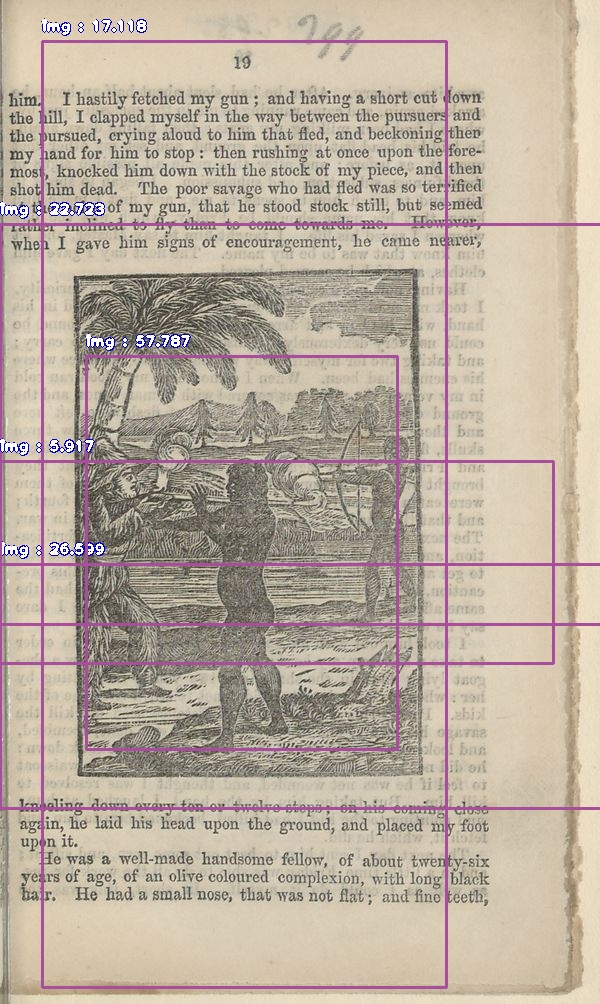 Img : 17.118
299
19
him. I hastily fetched my gun ; and having a short cut down
the hill, I clapped myself in the way between the pursuers and
the pursued, crying aloud to him that fled, and beckoning then
my hand for him to stop : then rushing at once upon the fore-
most, knocked him down with the stock of my piece, and then
shot him dead. The poor savage who had fled was so terrified
at the of my gun, that he stood stock still, but seemed
Img : 22.723
rather inclined to fly than to come towards me. However,
when I gave him signs of encouragement, he came nearer,
Img : 57.787
Img : 5.917
Img : 26.599
kneeling down every ten or twelve steps ; on his coming close
again, he laid his head upon the ground, and placed my foot
upon it.
He was a well-made handsome fellow, of about twenty-six
years of age, of an olive coloured complexion, with long black
hair. He had a small nose, that was not flat ; and fine teeth,